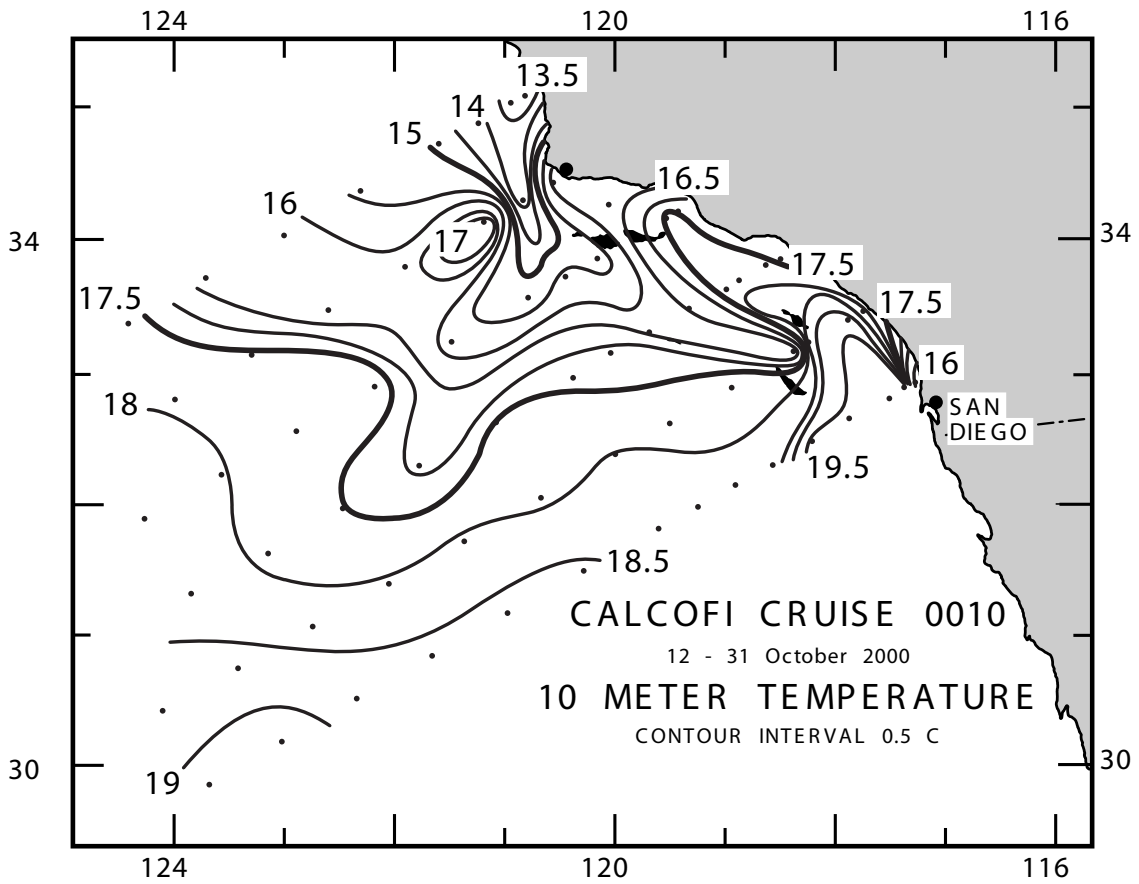 124 120 116
13.5
14
15
16.5
16
34 17 34
17.5
17.5
17.5
16
18
SAN
DIEGO
19.5
18.5
CALCOFI CRUISE 0010
12 - 31 October 2000
10 METER TEMPERATURE
CONTOUR INTERVAL 0.5 C
30 30
19
124 120 116